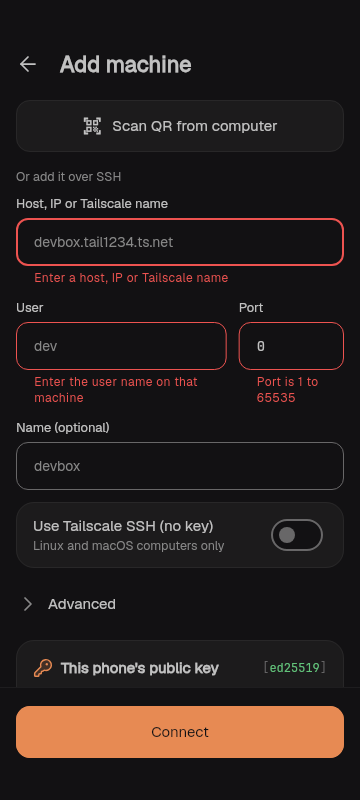 Add machine
Scan QR from computer
Or add it over SSH
Host, IP or Tailscale name
devbox.tail1234.ts.net
Enter a host, IP or Tailscale name
User
Port
dev
0
Enter the user name on that
machine
Port is 1 to
65535
Name (optional)
devbox
Use Tailscale SSH (no key)
Linux and macOS computers only
Advanced
This phone's public key
[ed25519]
Connect